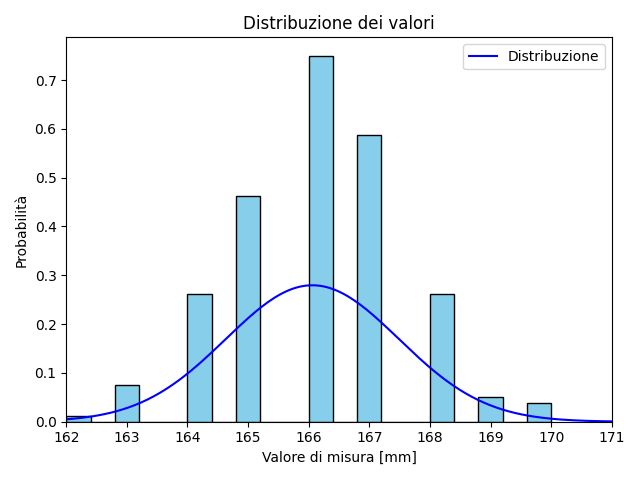 Distribuzione dei valori
Distribuzione
Probabilità
0.7
0.6
0.5
0.4
0.3
0.2
0.1
0.0
162 163 164 165 166 167 168 169 170 171
Valore di misura [mm]